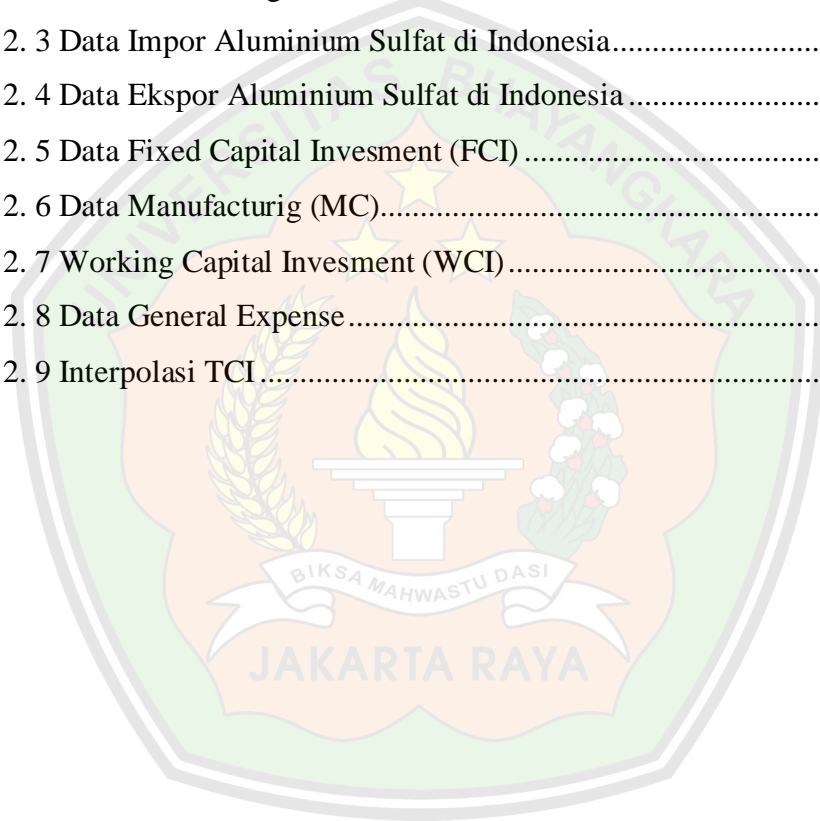 2. 3 Data Impor Aluminium Sulfat di Indonesia........................
2. 4 Data Ekspor Aluminium Sulfat di Indonesia......................
2. 5 Data Fixed Capital Invesment (FCI)..................................
2. 6 Data Manufacturig (MC)....................................................
2. 7 Working Capital Invesment (WCI)....................................
2. 8 Data General Expense.........................................................
2. 9 Interpolasi TCI.....................................................................
UNIVERSITAS BHAYANGKARA
BIKSA MAHWASTU DASI
JAKARTA RAYA